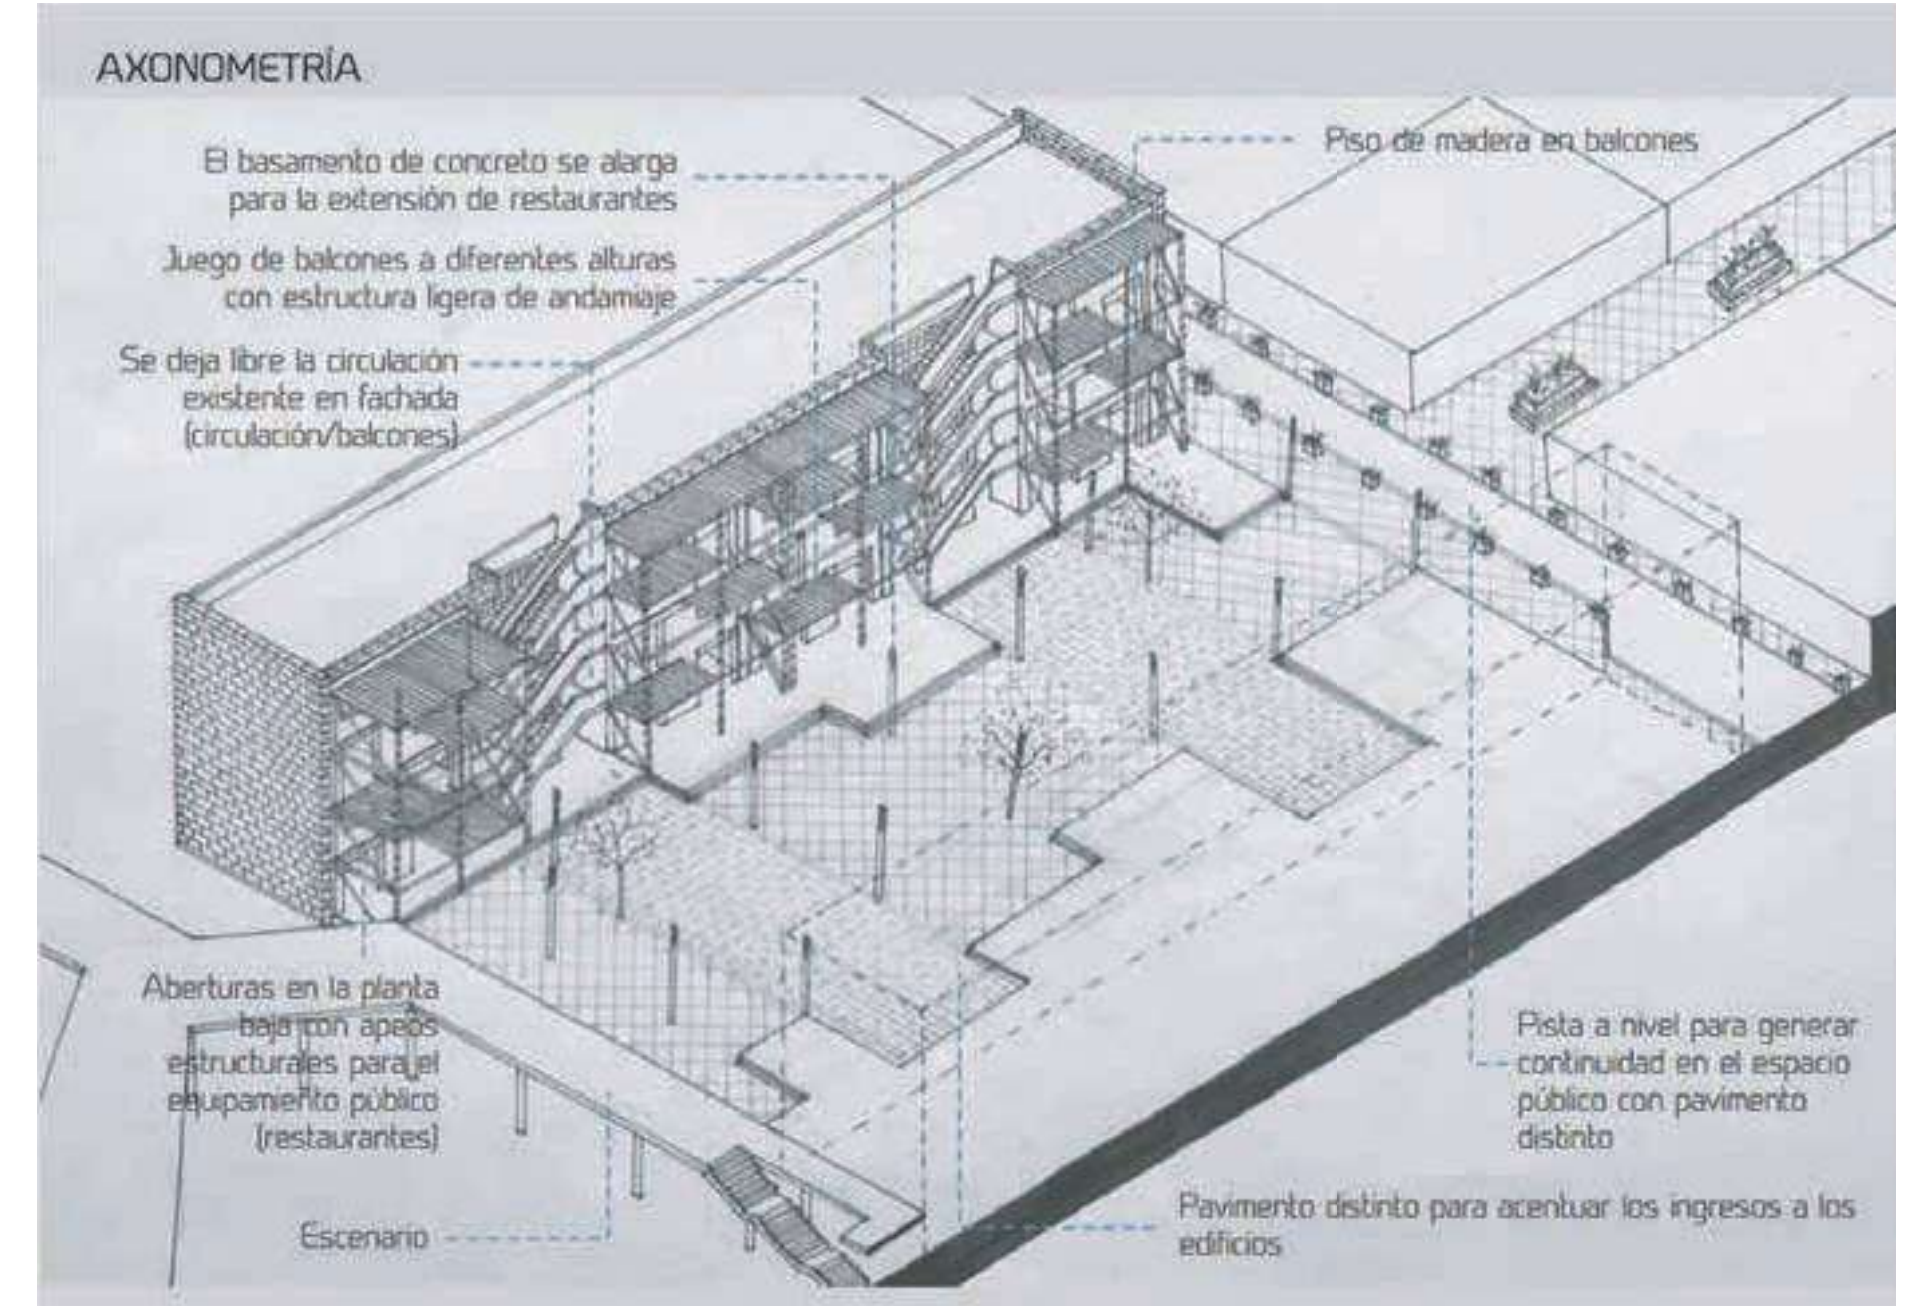 AXONOMETRÍA
El basamento de concreto se alarga
para la extensión de restaurantes
Juego de balcones a diferentes alturas
con estructura ligera de andamiaje
Se deja libre la circulación
existente en fachada
(circulación/balcones)
Piso de madera en balcones
Aberturas en la planta
baja con apeos
estructurales para el
equipamiento público
(restaurantes)
Escenario
Pista a nivel para generar
continuidad en el espacio
público con pavimento
distinto
Pavimento distinto para acentuar los ingresos a los
edificios